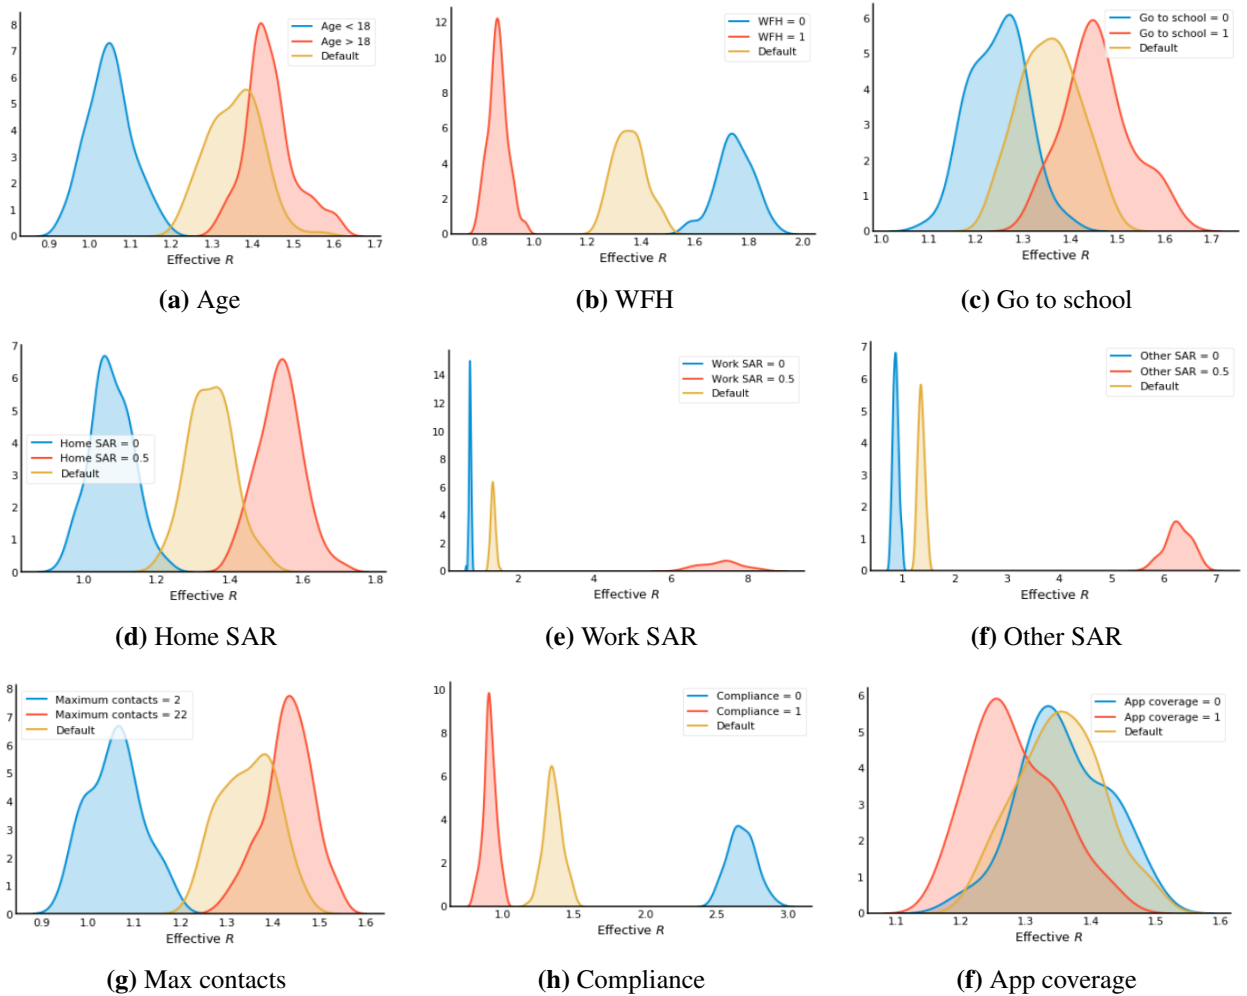 Age < 18
Age > 18
Default
8
7
6
5
4
3
2
1
0
0.9 1.0 1.1 1.2 1.3 1.4 1.5 1.6 1.7
Effective R
(a) Age
WFH = 0
WFH = 1
Default
12
10
8
6
4
2
0
0.8 1.0 1.2 1.4 1.6 1.8 2.0
Effective R
(b) WFH
Go to school = 0
Go to school = 1
Default
6
5
4
3
2
1
0
1.0 1.1 1.2 1.3 1.4 1.5 1.6 1.7
Effective R
(c) Go to school
Home SAR = 0
Home SAR = 0.5
Default
7
6
5
4
3
2
1
0
1.0 1.2 1.4 1.6 1.8
Effective R
(d) Home SAR
Work SAR = 0
Work SAR = 0.5
Default
14
12
10
8
6
4
2
0
2 4 6 8
Effective R
(e) Work SAR
Other SAR = 0
Other SAR = 0.5
Default
7
6
5
4
3
2
1
0
1 2 3 4 5 6 7
Effective R
(f) Other SAR
Maximum contacts = 2
Maximum contacts = 22
Default
8
7
6
5
4
3
2
1
0
0.9 1.0 1.1 1.2 1.3 1.4 1.5 1.6
Effective R
(g) Max contacts
Compliance = 0
Compliance = 1
Default
10
8
6
4
2
0
1.0 1.5 2.0 2.5 3.0
Effective R
(h) Compliance
App coverage = 0
App coverage = 1
Default
6
5
4
3
2
1
0
1.1 1.2 1.3 1.4 1.5 1.6
Effective R
(f) App coverage